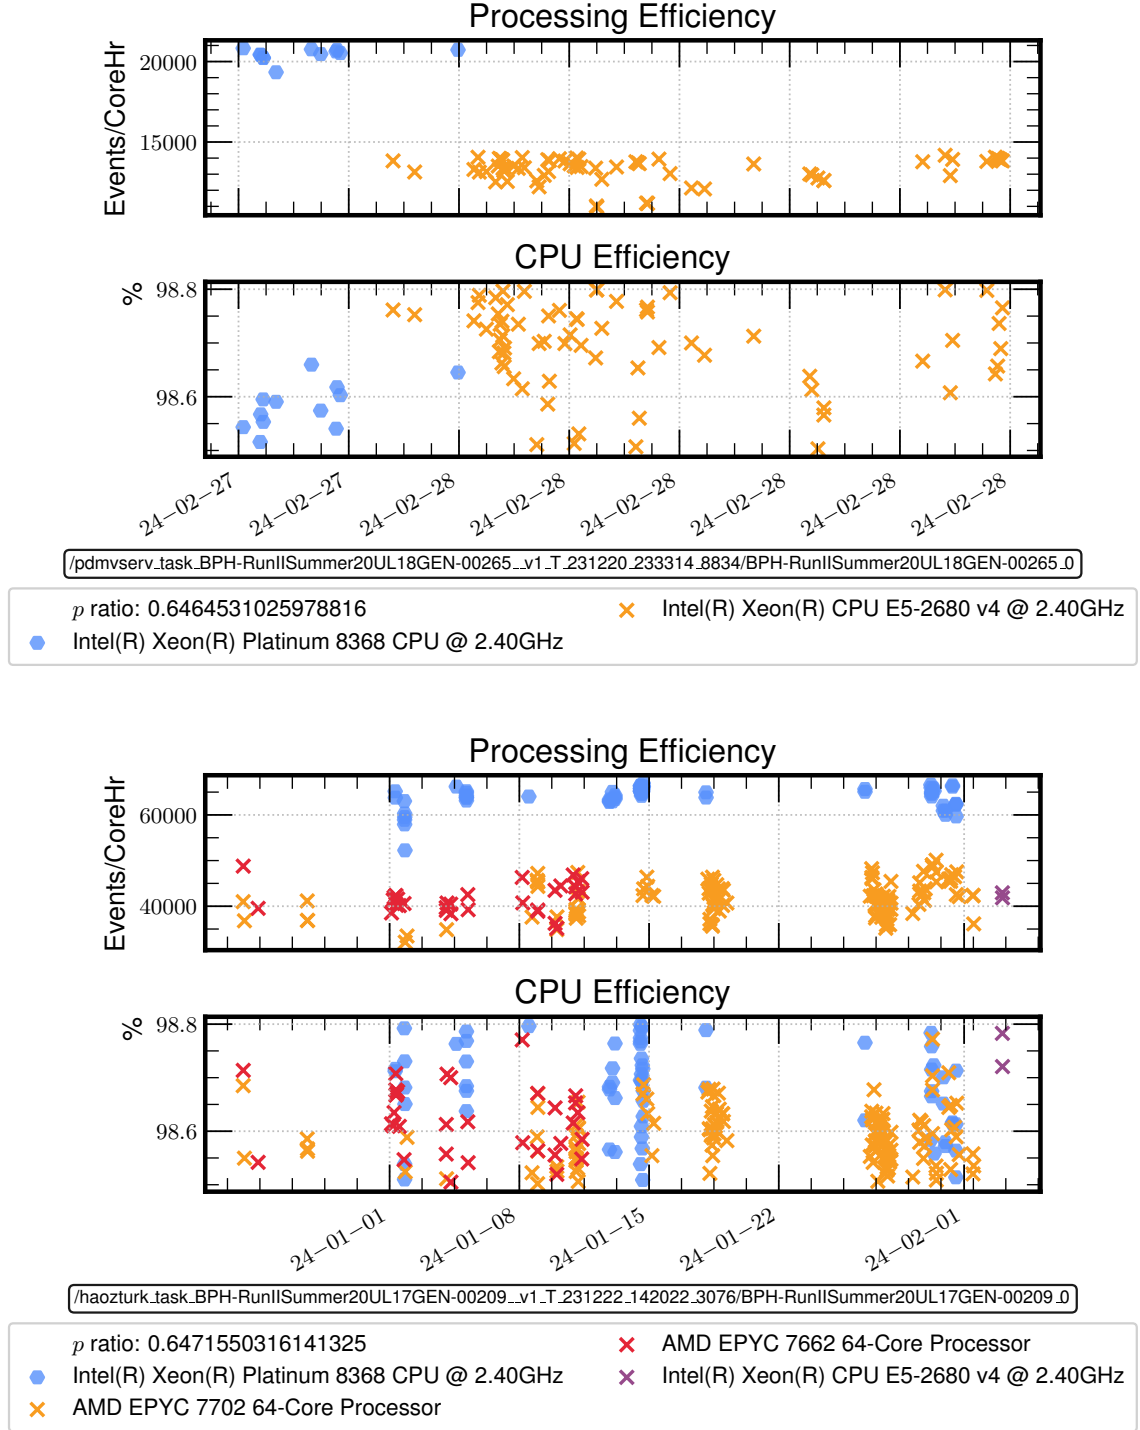 Processing Efficiency
Events/CoreHr
20000
15000
CPU Efficiency
%
98.8
98.6
24−02−27 24−02−27 24−02−28 24−02−28 24−02−28 24−02−28 24−02−28 24−02−28
/pdmvserv_task_BPH-RunIISummer20UL18GEN-00265__v1_T_231220_233314_8834/BPH-RunIISummer20UL18GEN-00265_0
p ratio: 0.6464531025978816
Intel(R) Xeon(R) Platinum 8368 CPU @ 2.40GHz
Intel(R) Xeon(R) CPU E5-2680 v4 @ 2.40GHz
Processing Efficiency
Events/CoreHr
60000
40000
CPU Efficiency
%
98.8
98.6
24−01−01 24−01−08 24−01−15 24−01−22 24−02−01
/haozturk_task_BPH-RunIISummer20UL17GEN-00209__v1_T_231222_142022_3076/BPH-RunIISummer20UL17GEN-00209_0
p ratio: 0.6471550316141325
Intel(R) Xeon(R) Platinum 8368 CPU @ 2.40GHz
AMD EPYC 7702 64-Core Processor
AMD EPYC 7662 64-Core Processor
Intel(R) Xeon(R) CPU E5-2680 v4 @ 2.40GHz